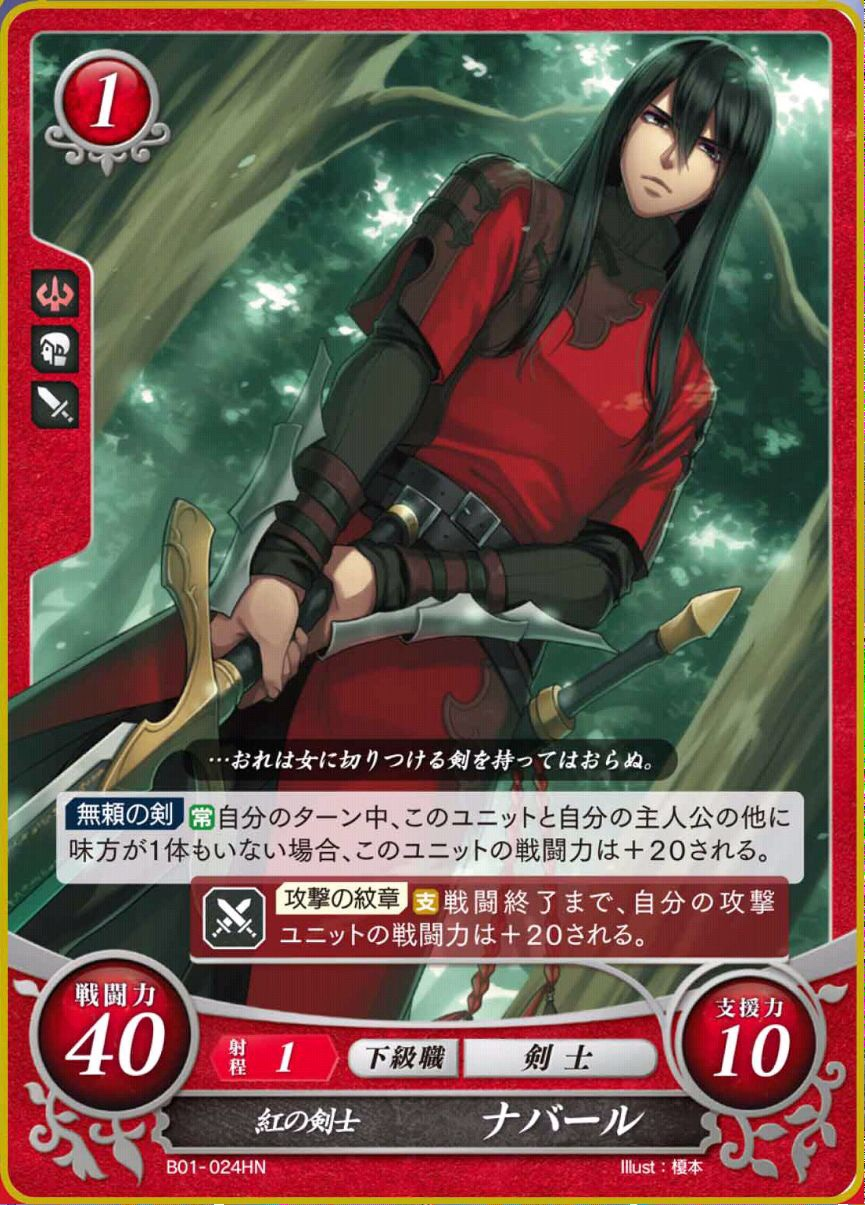 1
…おれは女に切りつける剣を持ってはおらぬ。
無頼の剣 常 自分のターン中、このユニットと自分の主人公の他に
味方が1体もいない場合、このユニットの戦闘力は＋20される。
攻撃の紋章 支 戦闘終了まで、自分の攻撃
ユニットの戦闘力は＋20される。
戦闘力
40
射程 1
下級職 剣士
支援力
10
紅の剣士 ナバール
B01-024HN Illust：榎本